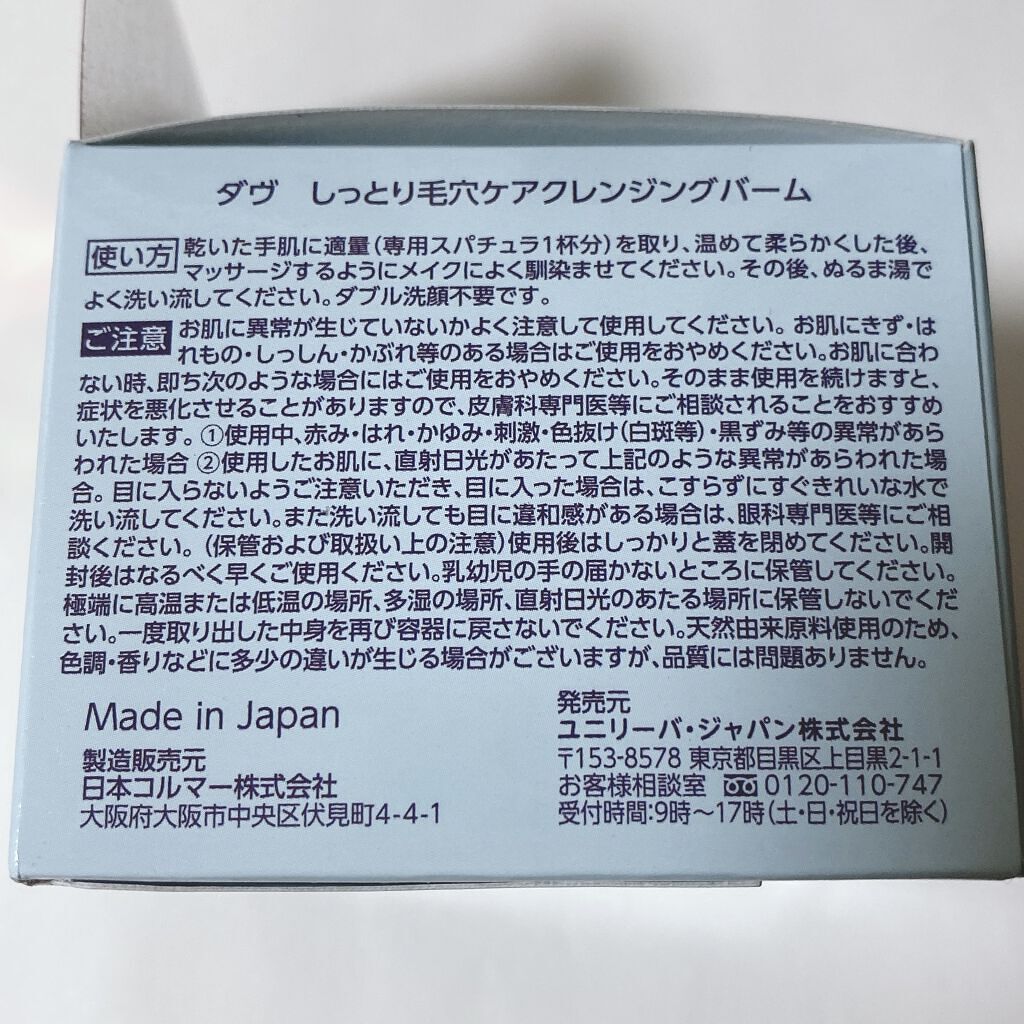 ダヴ　しっとり毛穴ケアクレンジングバーム
使い方 乾いた手肌に適量(専用スパチュラ1杯分)を取り、温めて柔らかくした後、
マッサージするようにメイクによく馴染ませてください。その後、ぬるま湯で
よく洗い流してください。ダブル洗顔不要です。
ご注意 お肌に異常が生じていないかよく注意して使用してください。お肌にきず・は
れもの・しっしん・かぶれ等のある場合はご使用をおやめください。お肌に合わ
ない時、即ち次のような場合にはご使用をおやめください。そのまま使用を続けますと、
症状を悪化させることがありますので、皮膚科専門医等にご相談されることをおすすめ
いたします。①使用中、赤み・はれ・かゆみ・刺激・色抜け(白斑等)・黒ずみ等の異常があら
われた場合 ②使用したお肌に、直射日光があたって上記のような異常があらわれた場
合。目に入らないようご注意いただき、目に入った場合は、こすらずにすぐきれいな水で
洗い流してください。また洗い流しても目に違和感がある場合は、眼科専門医等にご相
談ください。(保管および取扱い上の注意)使用後はしっかりと蓋を閉めてください。開
封後はなるべく早くご使用ください。乳幼児の手の届かないところに保管してください。
極端に高温または低温の場所、多湿の場所、直射日光のあたる場所に保管しないでくだ
さい。一度取り出した中身を再び容器に戻さないでください。天然由来原料使用のため、
色調・香りなどに多少の違いが生じる場合がございますが、品質には問題ありません。
Made in Japan
製造販売元
日本コルマー株式会社
大阪府大阪市中央区伏見町4-4-1
発売元
ユニリーバ・ジャパン株式会社
〒153-8578 東京都目黒区上目黒2-1-1
お客様相談室 0120-110-747
受付時間:9時〜17時(土・日・祝日を除く)